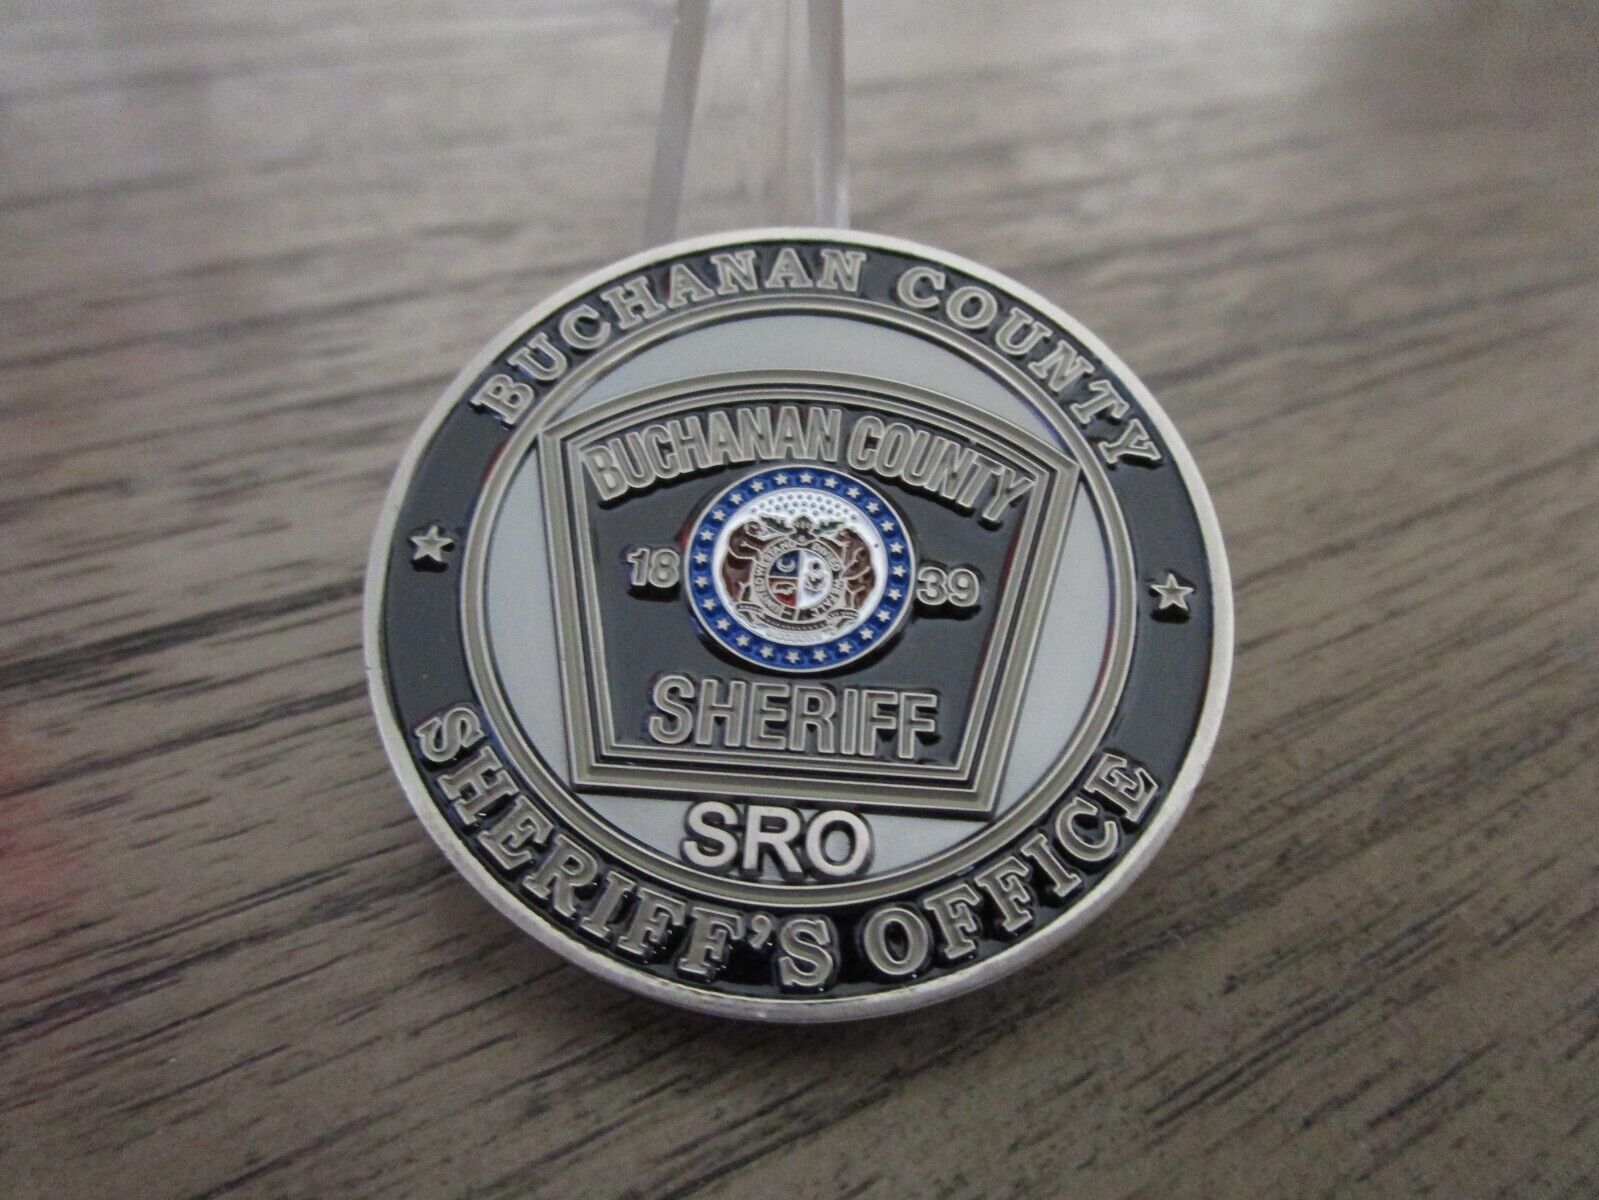 BUCHANAN COUNTY
BUCHANAN COUNTY
18 39
SHERIFF
SRO
SHERIFF'S OFFICE